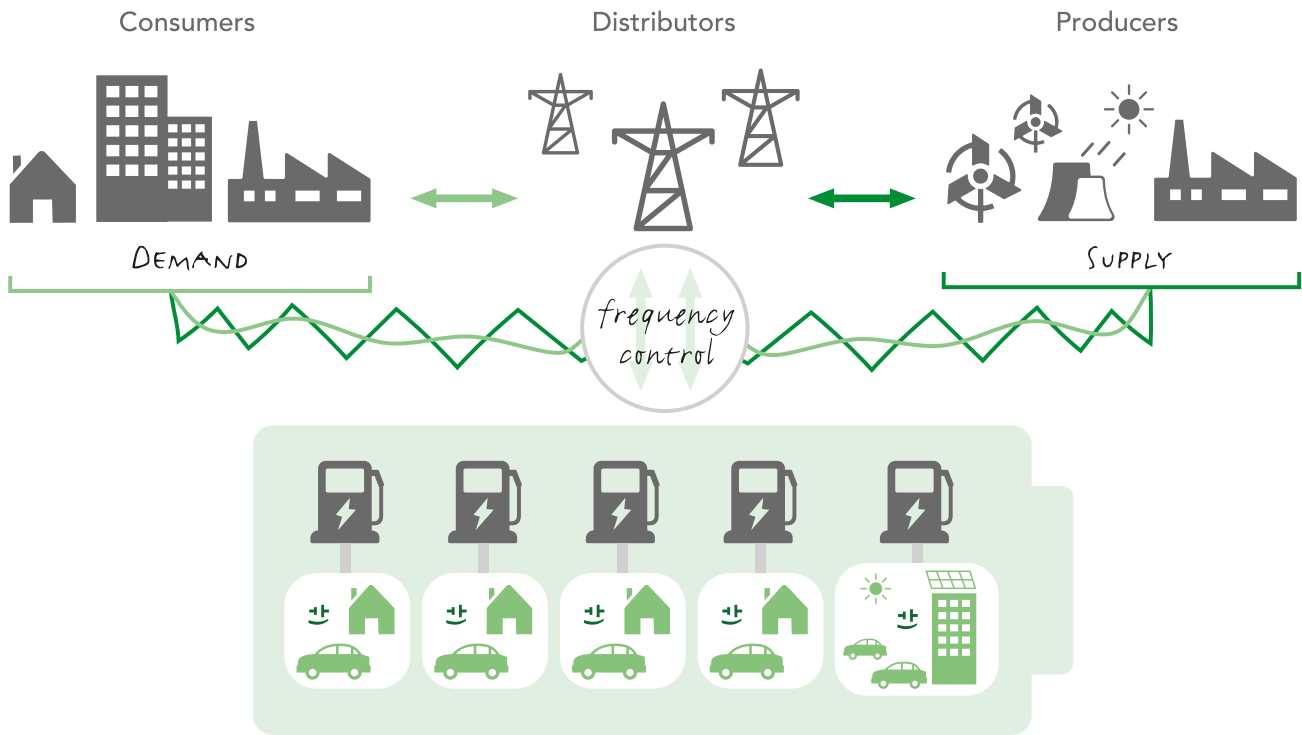 Consumers
Distributors
Producers
DEMAND
SUPPLY
frequency
control